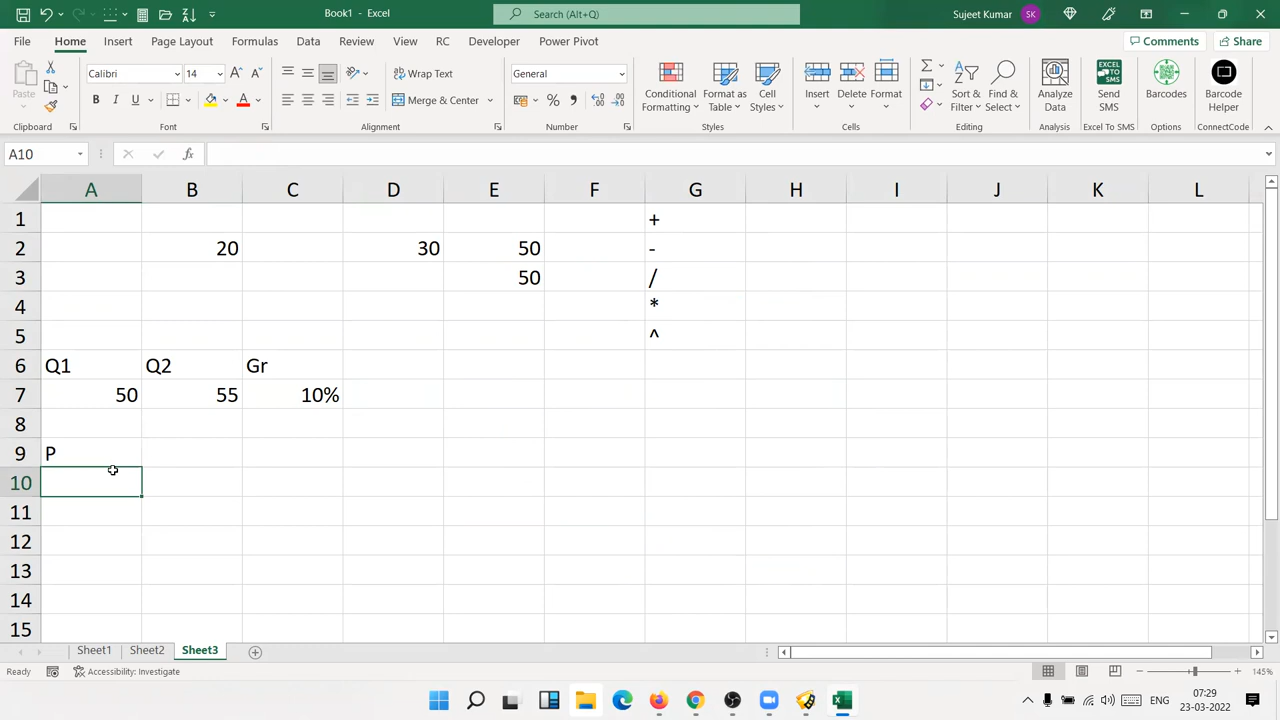 Book1 - Excel
Search (Alt+Q)
Sujeet Kumar
SK
File
Home
Insert
Page Layout
Formulas
Data
Review
View
RC
Developer
Power Pivot
Comments
Share
Paste
Calibri
14
Wrap Text
General
Merge & Center
Conditional Formatting
Format as Table
Cell Styles
Insert
Delete
Format
Sort & Filter
Find & Select
Analyze Data
Send SMS
Barcodes
Barcode Helper
Clipboard
Font
Alignment
Number
Styles
Cells
Editing
Analysis
Excel To SMS
Options
ConnectCode
A10
fx
A B C D E F G H I J K L
1 +
2 20 30 50 -
3 50 /
4 *
5 ^
6 Q1 Q2 Gr
7 50 55 10%
8
9 P
10
11
12
13
14
15
Sheet1
Sheet2
Sheet3
Ready
Accessibility: Investigate
145%
ENG
07:29
23-03-2022